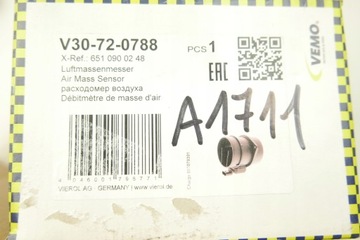 V30-72-0788
X-Ref.: 651 090 02 48
Luftmassenmesser
Air Mass Sensor
расходомер воздуха
Débitmètre de masse d'air
PCS 1
EAC
VEMO
A1711
VIEROL AG · GERMANY | www.vierol.de